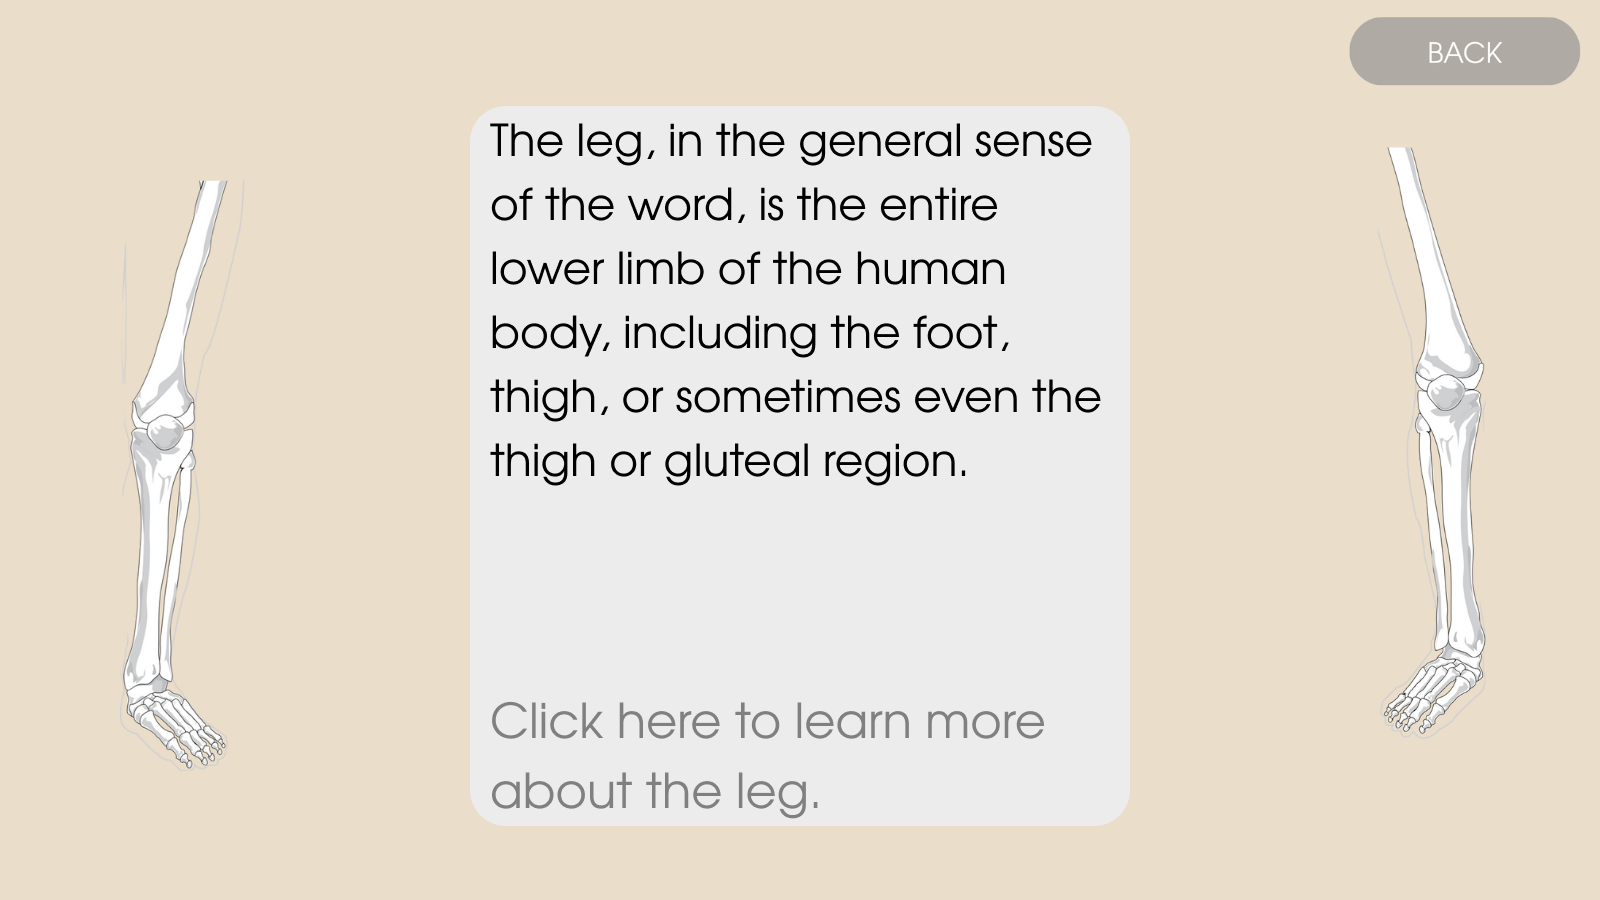 BACK
The leg, in the general sense
of the word, is the entire
lower limb of the human
body, including the foot,
thigh, or sometimes even the
thigh or gluteal region.
Click here to learn more
about the leg.